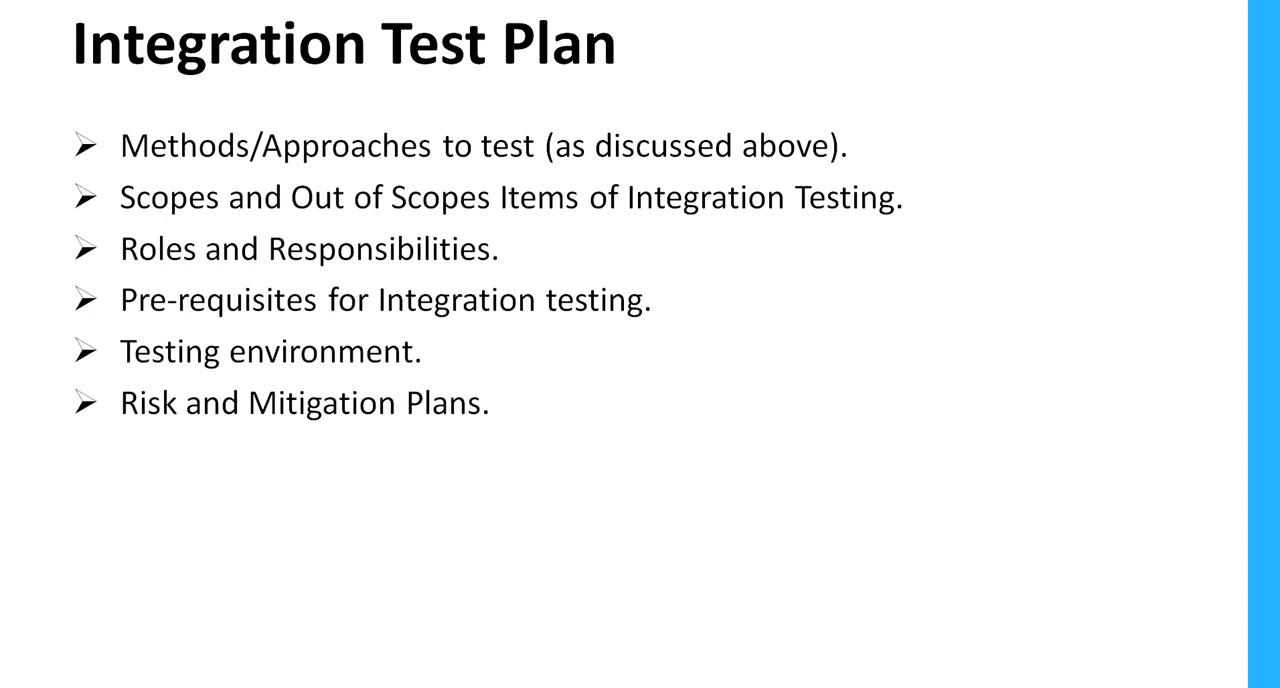 Integration Test Plan
➢ Methods/Approaches to test (as discussed above).
➢ Scopes and Out of Scopes Items of Integration Testing.
➢ Roles and Responsibilities.
➢ Pre-requisites for Integration testing.
➢ Testing environment.
➢ Risk and Mitigation Plans.